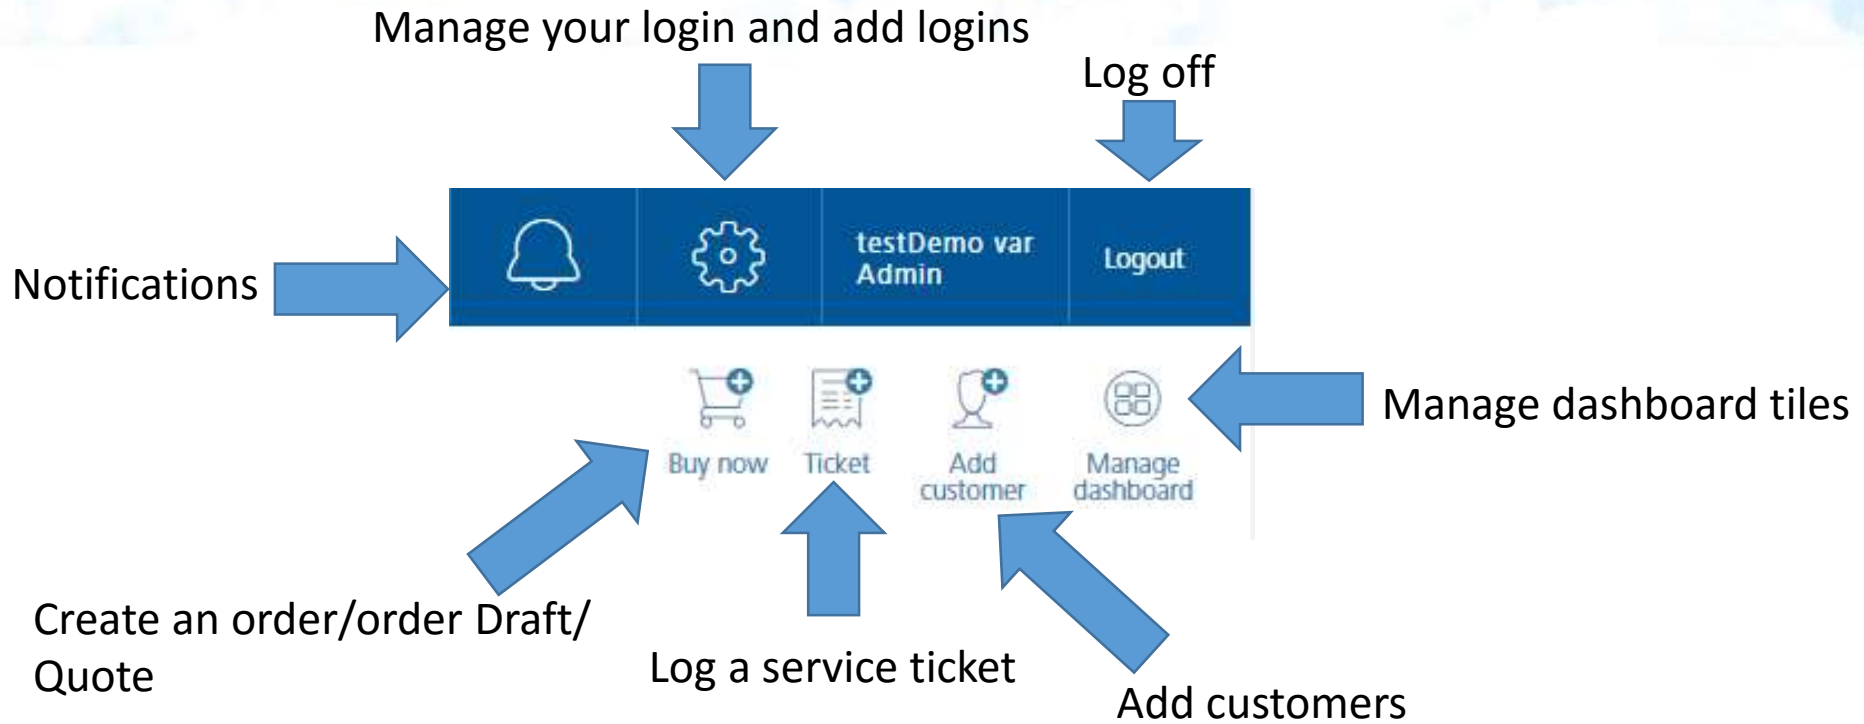 Manage your login and add logins
Log off
Notifications
testDemo var
Admin
Logout
Manage dashboard tiles
Buy now
Ticket
Add
customer
Manage
dashboard
Create an order/order Draft/
Quote
Log a service ticket
Add customers